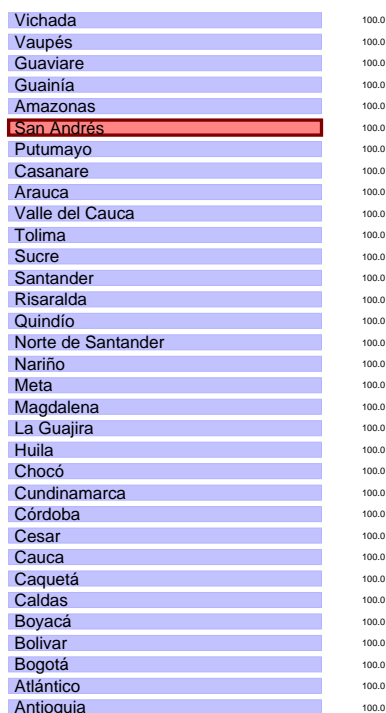 Vichada 100.0
Vaupés 100.0
Guaviare 100.0
Guainía 100.0
Amazonas 100.0
San Andrés 100.0
Putumayo 100.0
Casanare 100.0
Arauca 100.0
Valle del Cauca 100.0
Tolima 100.0
Sucre 100.0
Santander 100.0
Risaralda 100.0
Quindío 100.0
Norte de Santander 100.0
Nariño 100.0
Meta 100.0
Magdalena 100.0
La Guajira 100.0
Huila 100.0
Chocó 100.0
Cundinamarca 100.0
Córdoba 100.0
Cesar 100.0
Cauca 100.0
Caquetá 100.0
Caldas 100.0
Boyacá 100.0
Bolivar 100.0
Bogotá 100.0
Atlántico 100.0
Antioquia 100.0